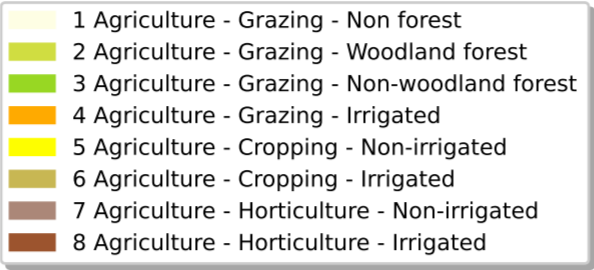 1 Agriculture - Grazing - Non forest
2 Agriculture - Grazing - Woodland forest
3 Agriculture - Grazing - Non-woodland forest
4 Agriculture - Grazing - Irrigated
5 Agriculture - Cropping - Non-irrigated
6 Agriculture - Cropping - Irrigated
7 Agriculture - Horticulture - Non-irrigated
8 Agriculture - Horticulture - Irrigated